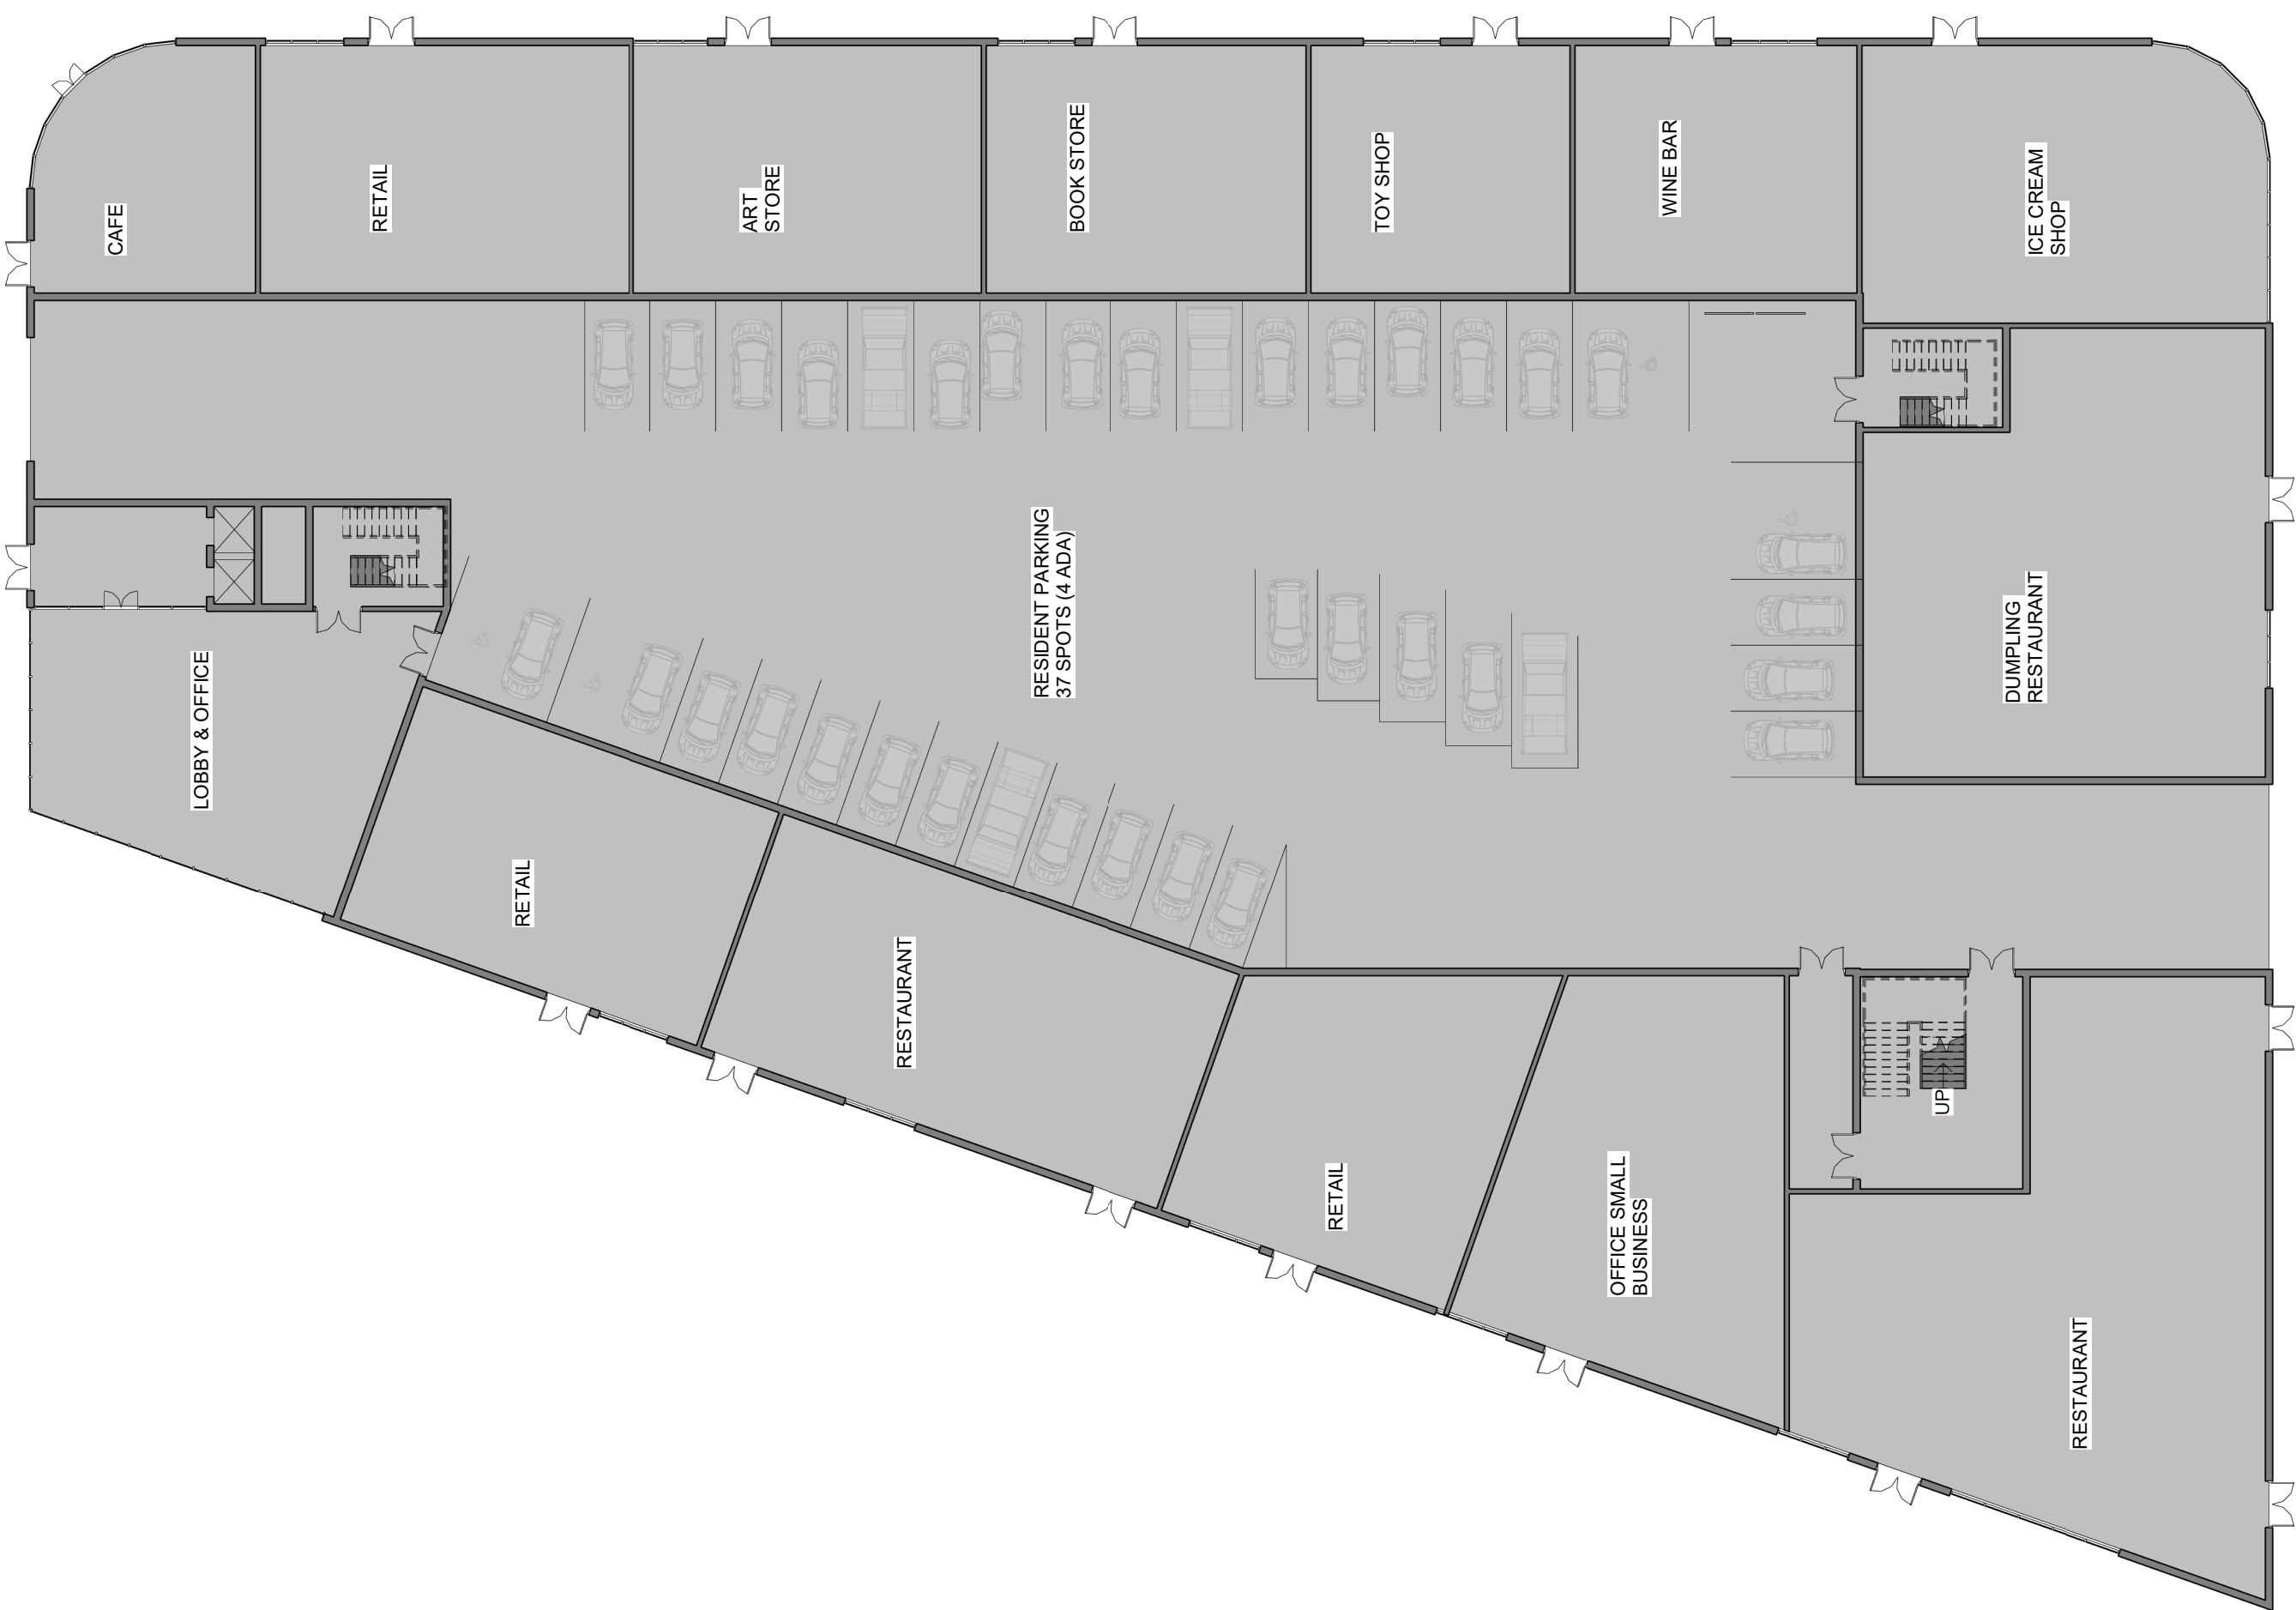 CAFE
RETAIL
ART
STORE
BOOK STORE
TOY SHOP
WINE BAR
ICE CREAM
SHOP
RESIDENT PARKING
37 SPOTS (4 ADA)
LOBBY & OFFICE
DUMPLING
RESTAURANT
RETAIL
RESTAURANT
RETAIL
OFFICE SMALL
BUSINESS
UP
RESTAURANT